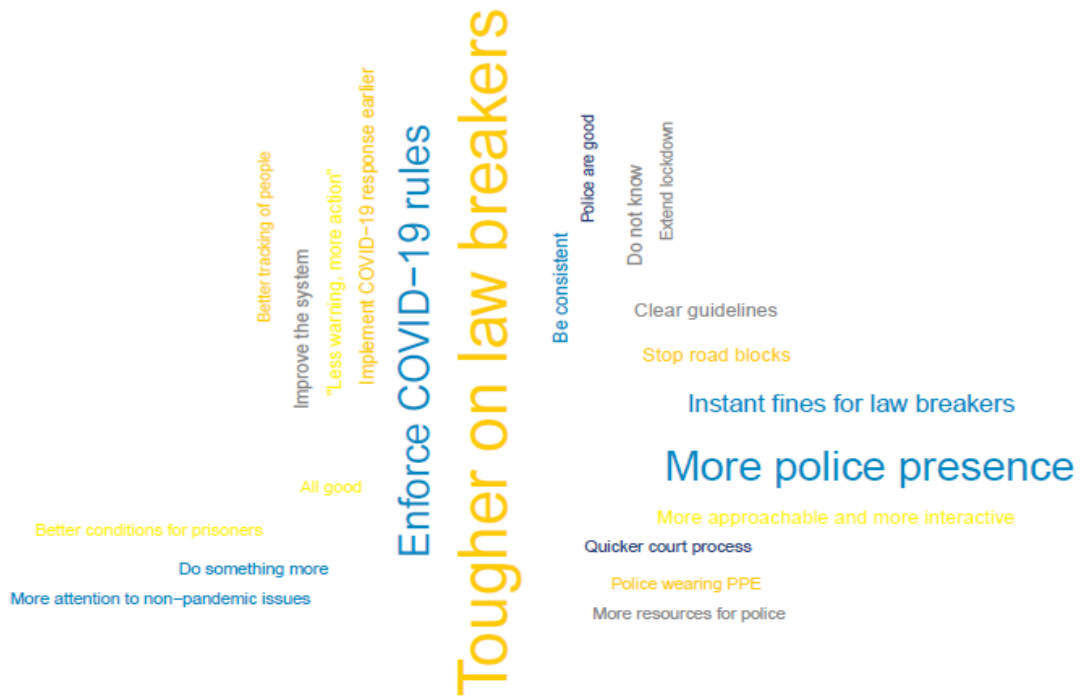 Better tracking of people
Improve the system
"Less warning, more action"
Implement COVID−19 response earlier
Enforce COVID−19 rules
Tougher on law breakers
Be consistent
Police are good
Do not know
Extend lockdown
Clear guidelines
Stop road blocks
Instant fines for law breakers
More police presence
All good
More approachable and more interactive
Better conditions for prisoners
Quicker court process
Do something more
Police wearing PPE
More attention to non−pandemic issues
More resources for police